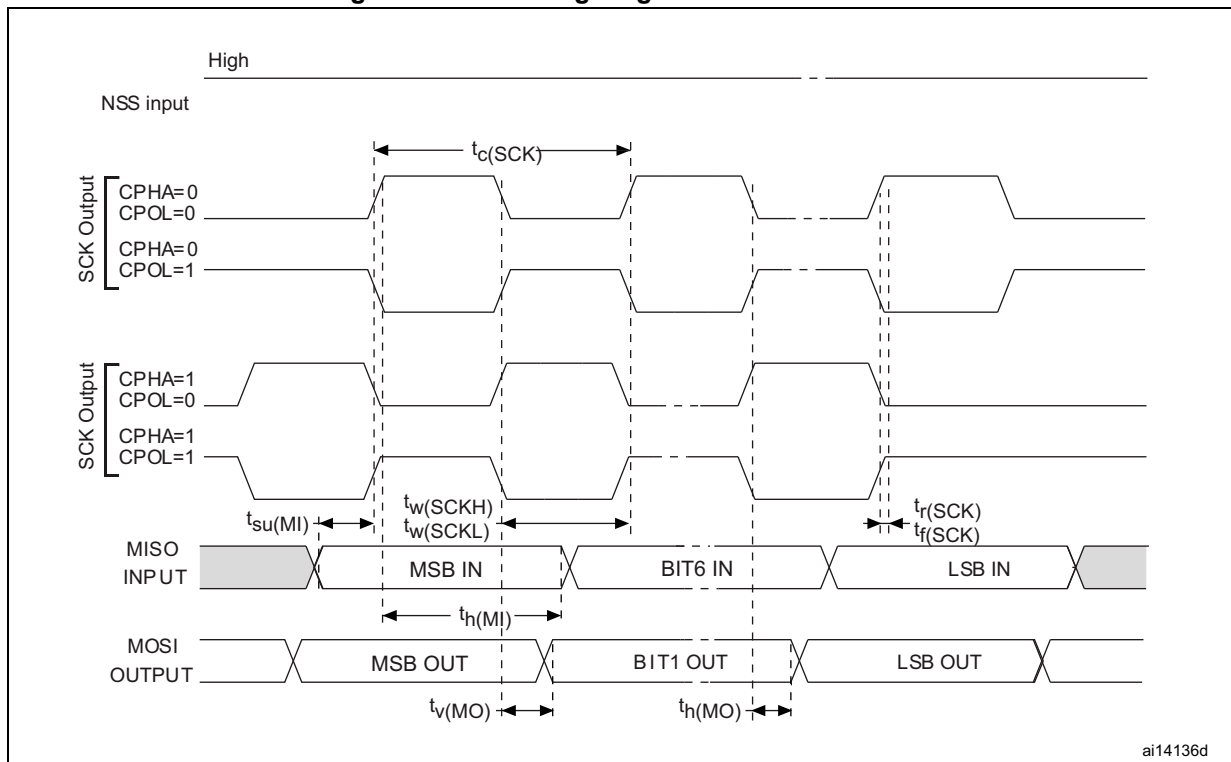 High
NSS input
tc(SCK)
SCK Output
CPHA=0
CPOL=0
CPHA=0
CPOL=1
SCK Output
CPHA=1
CPOL=0
CPHA=1
CPOL=1
tw(SCKH)
tw(SCKL)
tr(SCK)
tf(SCK)
tsu(MI)
MISO
INPUT
MSB IN
BIT6 IN
LSB IN
th(MI)
MOSI
OUTPUT
MSB OUT
BIT1 OUT
LSB OUT
tv(MO)
th(MO)
ai14136d